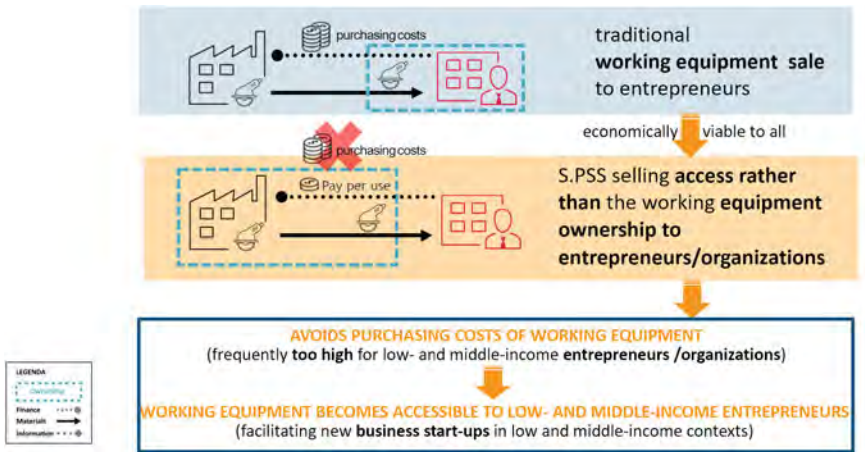 purchasing costs
traditional
working equipment sale
to entrepreneurs
economically viable to all
purchasing costs
Pay per use
S.PSS selling access rather
than the working equipment
ownership to
entrepreneurs/organizations
AVOIDS PURCHASING COSTS OF WORKING EQUIPMENT
(frequently too high for low- and middle-income entrepreneurs /organizations)
WORKING EQUIPMENT BECOMES ACCESSIBLE TO LOW- AND MIDDLE-INCOME ENTREPRENEURS
(facilitating new business start-ups in low and middle-income contexts)
LEGENDA
Ownership
Finance
Materials
Information